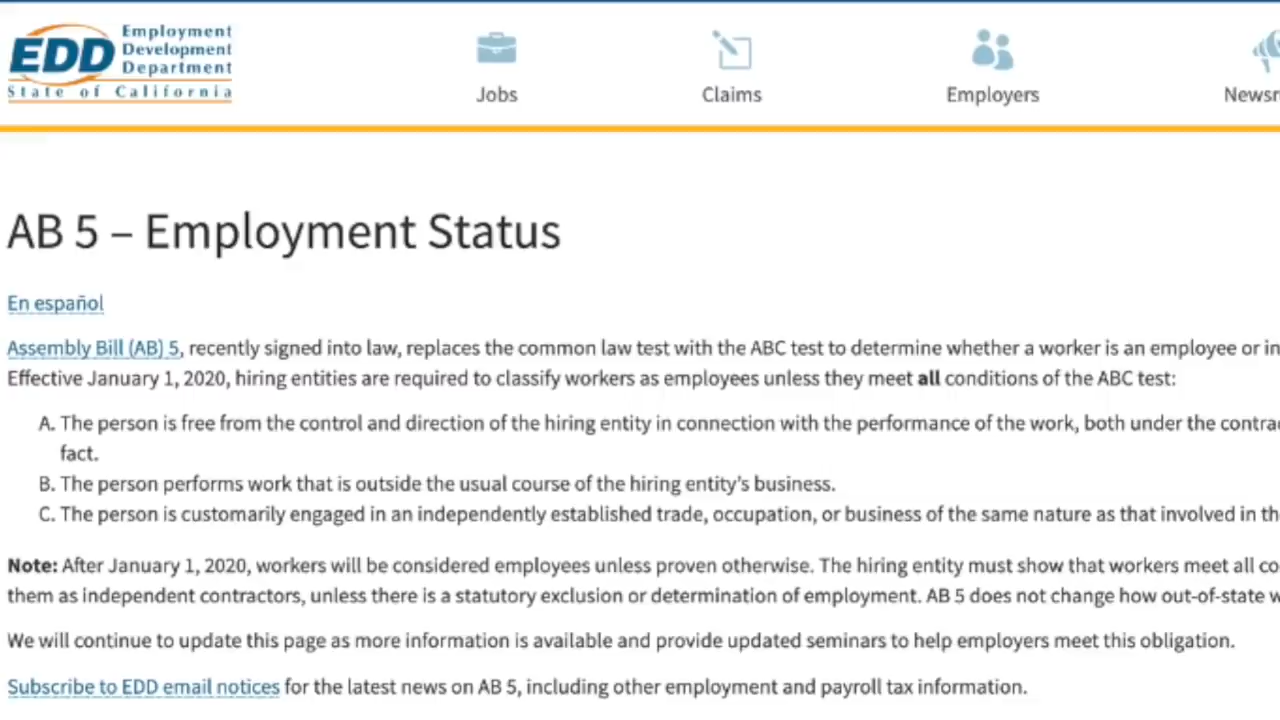 EDD Employment
Development
Department
State of California
Jobs
Claims
Employers
Newsr
AB 5 – Employment Status
En español
Assembly Bill (AB) 5, recently signed into law, replaces the common law test with the ABC test to determine whether a worker is an employee or in
Effective January 1, 2020, hiring entities are required to classify workers as employees unless they meet all conditions of the ABC test:
A. The person is free from the control and direction of the hiring entity in connection with the performance of the work, both under the contrac
fact.
B. The person performs work that is outside the usual course of the hiring entity’s business.
C. The person is customarily engaged in an independently established trade, occupation, or business of the same nature as that involved in th
Note: After January 1, 2020, workers will be considered employees unless proven otherwise. The hiring entity must show that workers meet all co
them as independent contractors, unless there is a statutory exclusion or determination of employment. AB 5 does not change how out-of-state w
We will continue to update this page as more information is available and provide updated seminars to help employers meet this obligation.
Subscribe to EDD email notices for the latest news on AB 5, including other employment and payroll tax information.